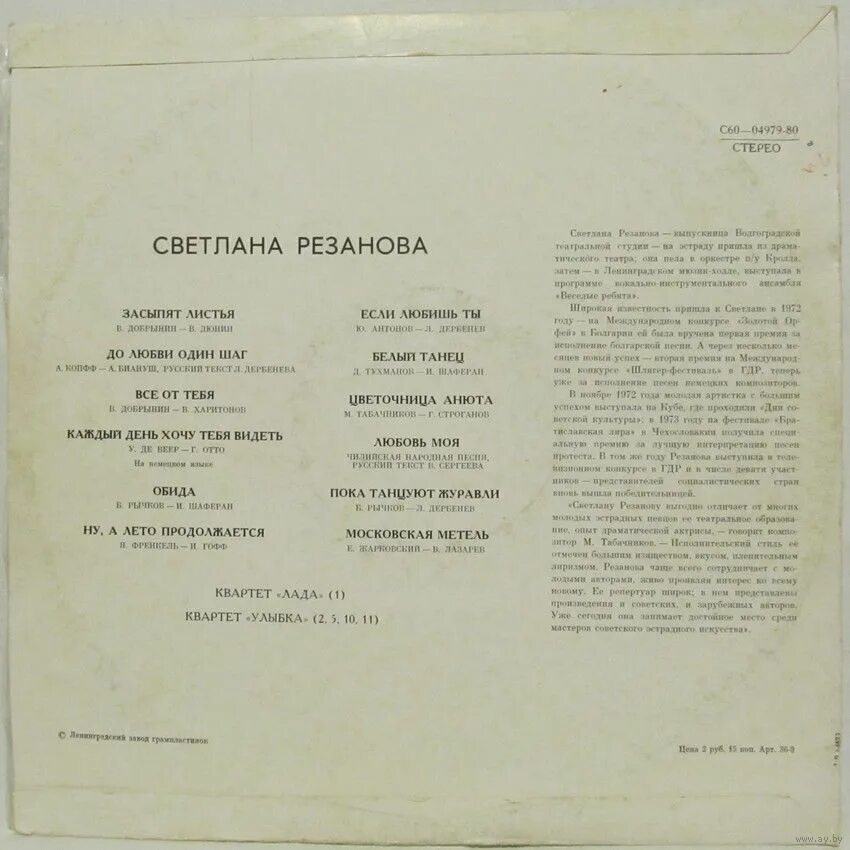 С60—04979-80
СТЕРЕО
СВЕТЛАНА РЕЗАНОВА
ЗАСЫПЯТ ЛИСТЬЯ
В. ДОБРЫНИН — В. ДЮНИН
ДО ЛЮБВИ ОДИН ШАГ
А. КОПФФ — А. БИАНУШ, РУССКИЙ ТЕКСТ Л. ДЕРБЕНЕВА
ВСЕ ОТ ТЕБЯ
В. ДОБРЫНИН — В. ХАРИТОНОВ
КАЖДЫЙ ДЕНЬ ХОЧУ ТЕБЯ ВИДЕТЬ
У. ДЕ ВЕЕР — Г. ОТТО
На немецком языке
ОБИДА
Б. РЫЧКОВ — И. ШАФЕРАН
НУ, А ЛЕТО ПРОДОЛЖАЕТСЯ
Я. ФРЕНКЕЛЬ — И. ГОФФ
ЕСЛИ ЛЮБИШЬ ТЫ
Ю. АНТОНОВ — Л. ДЕРБЕНЕВ
БЕЛЫЙ ТАНЕЦ
Д. ТУХМАНОВ — И. ШАФЕРАН
ЦВЕТОЧНИЦА АНЮТА
М. ТАБАЧНИКОВ — Г. СТРОГАНОВ
ЛЮБОВЬ МОЯ
ЧИЛИЙСКАЯ НАРОДНАЯ ПЕСНЯ,
РУССКИЙ ТЕКСТ В. СЕРГЕЕВА
ПОКА ТАНЦУЮТ ЖУРАВЛИ
Б. РЫЧКОВ — Л. ДЕРБЕНЕВ
МОСКОВСКАЯ МЕТЕЛЬ
Е. ЖАРКОВСКИЙ — В. ЛАЗАРЕВ
КВАРТЕТ «ЛАДА» (1)
КВАРТЕТ «УЛЫБКА» (2, 5, 10, 11)
Светлана Резанова — выпускница Волгоградской
театральной студии — на эстраду пришла из драма-
тического театра; она пела в оркестре п/у Кролла,
затем — в Ленинградском мюзик-холле, выступала в
программе вокально-инструментального ансамбля
«Веселые ребята».
Широкая известность пришла к Светлане в 1972
году — на Международном конкурсе «Золотой Ор-
фей» в Болгарии ей была вручена первая премия за
исполнение болгарской песни. А через несколько ме-
сяцев новый успех — вторая премия на Международ-
ном конкурсе «Шлягер-фестиваль» в ГДР, теперь
уже за исполнение песен немецких композиторов.
В ноябре 1972 года молодая артистка с большим
успехом выступала на Кубе, где проходили «Дни со-
ветской культуры»; в 1973 году на фестивале «Бра-
тиславская лира» в Чехословакии получила специ-
альную премию за лучшую интерпретацию песен
протеста. В том же году Резанова выступила в теле-
визионном конкурсе в ГДР и в числе девяти участ-
ников — представителей социалистических стран
вновь вышла победительницей.
«Светлану Резанову выгодно отличает от многих
молодых эстрадных певцов ее театральное образова-
ние, опыт драматической актрисы, — говорит ком-
позитор М. Табачников. — Исполнительский стиль ее
отмечен большим изяществом, вкусом, пленительным
лиризмом. Резанова чаще всего сотрудничает с мо-
лодыми авторами, живо проявляя интерес ко всему
новому. Ее репертуар широк; в нем представлены
произведения и советских, и зарубежных авторов.
Уже сегодня она занимает достойное место среди
мастеров советского эстрадного искусства».
© Ленинградский завод грампластинок
Цена 2 руб. 15 коп. Арт. 36-9
www.ay.by